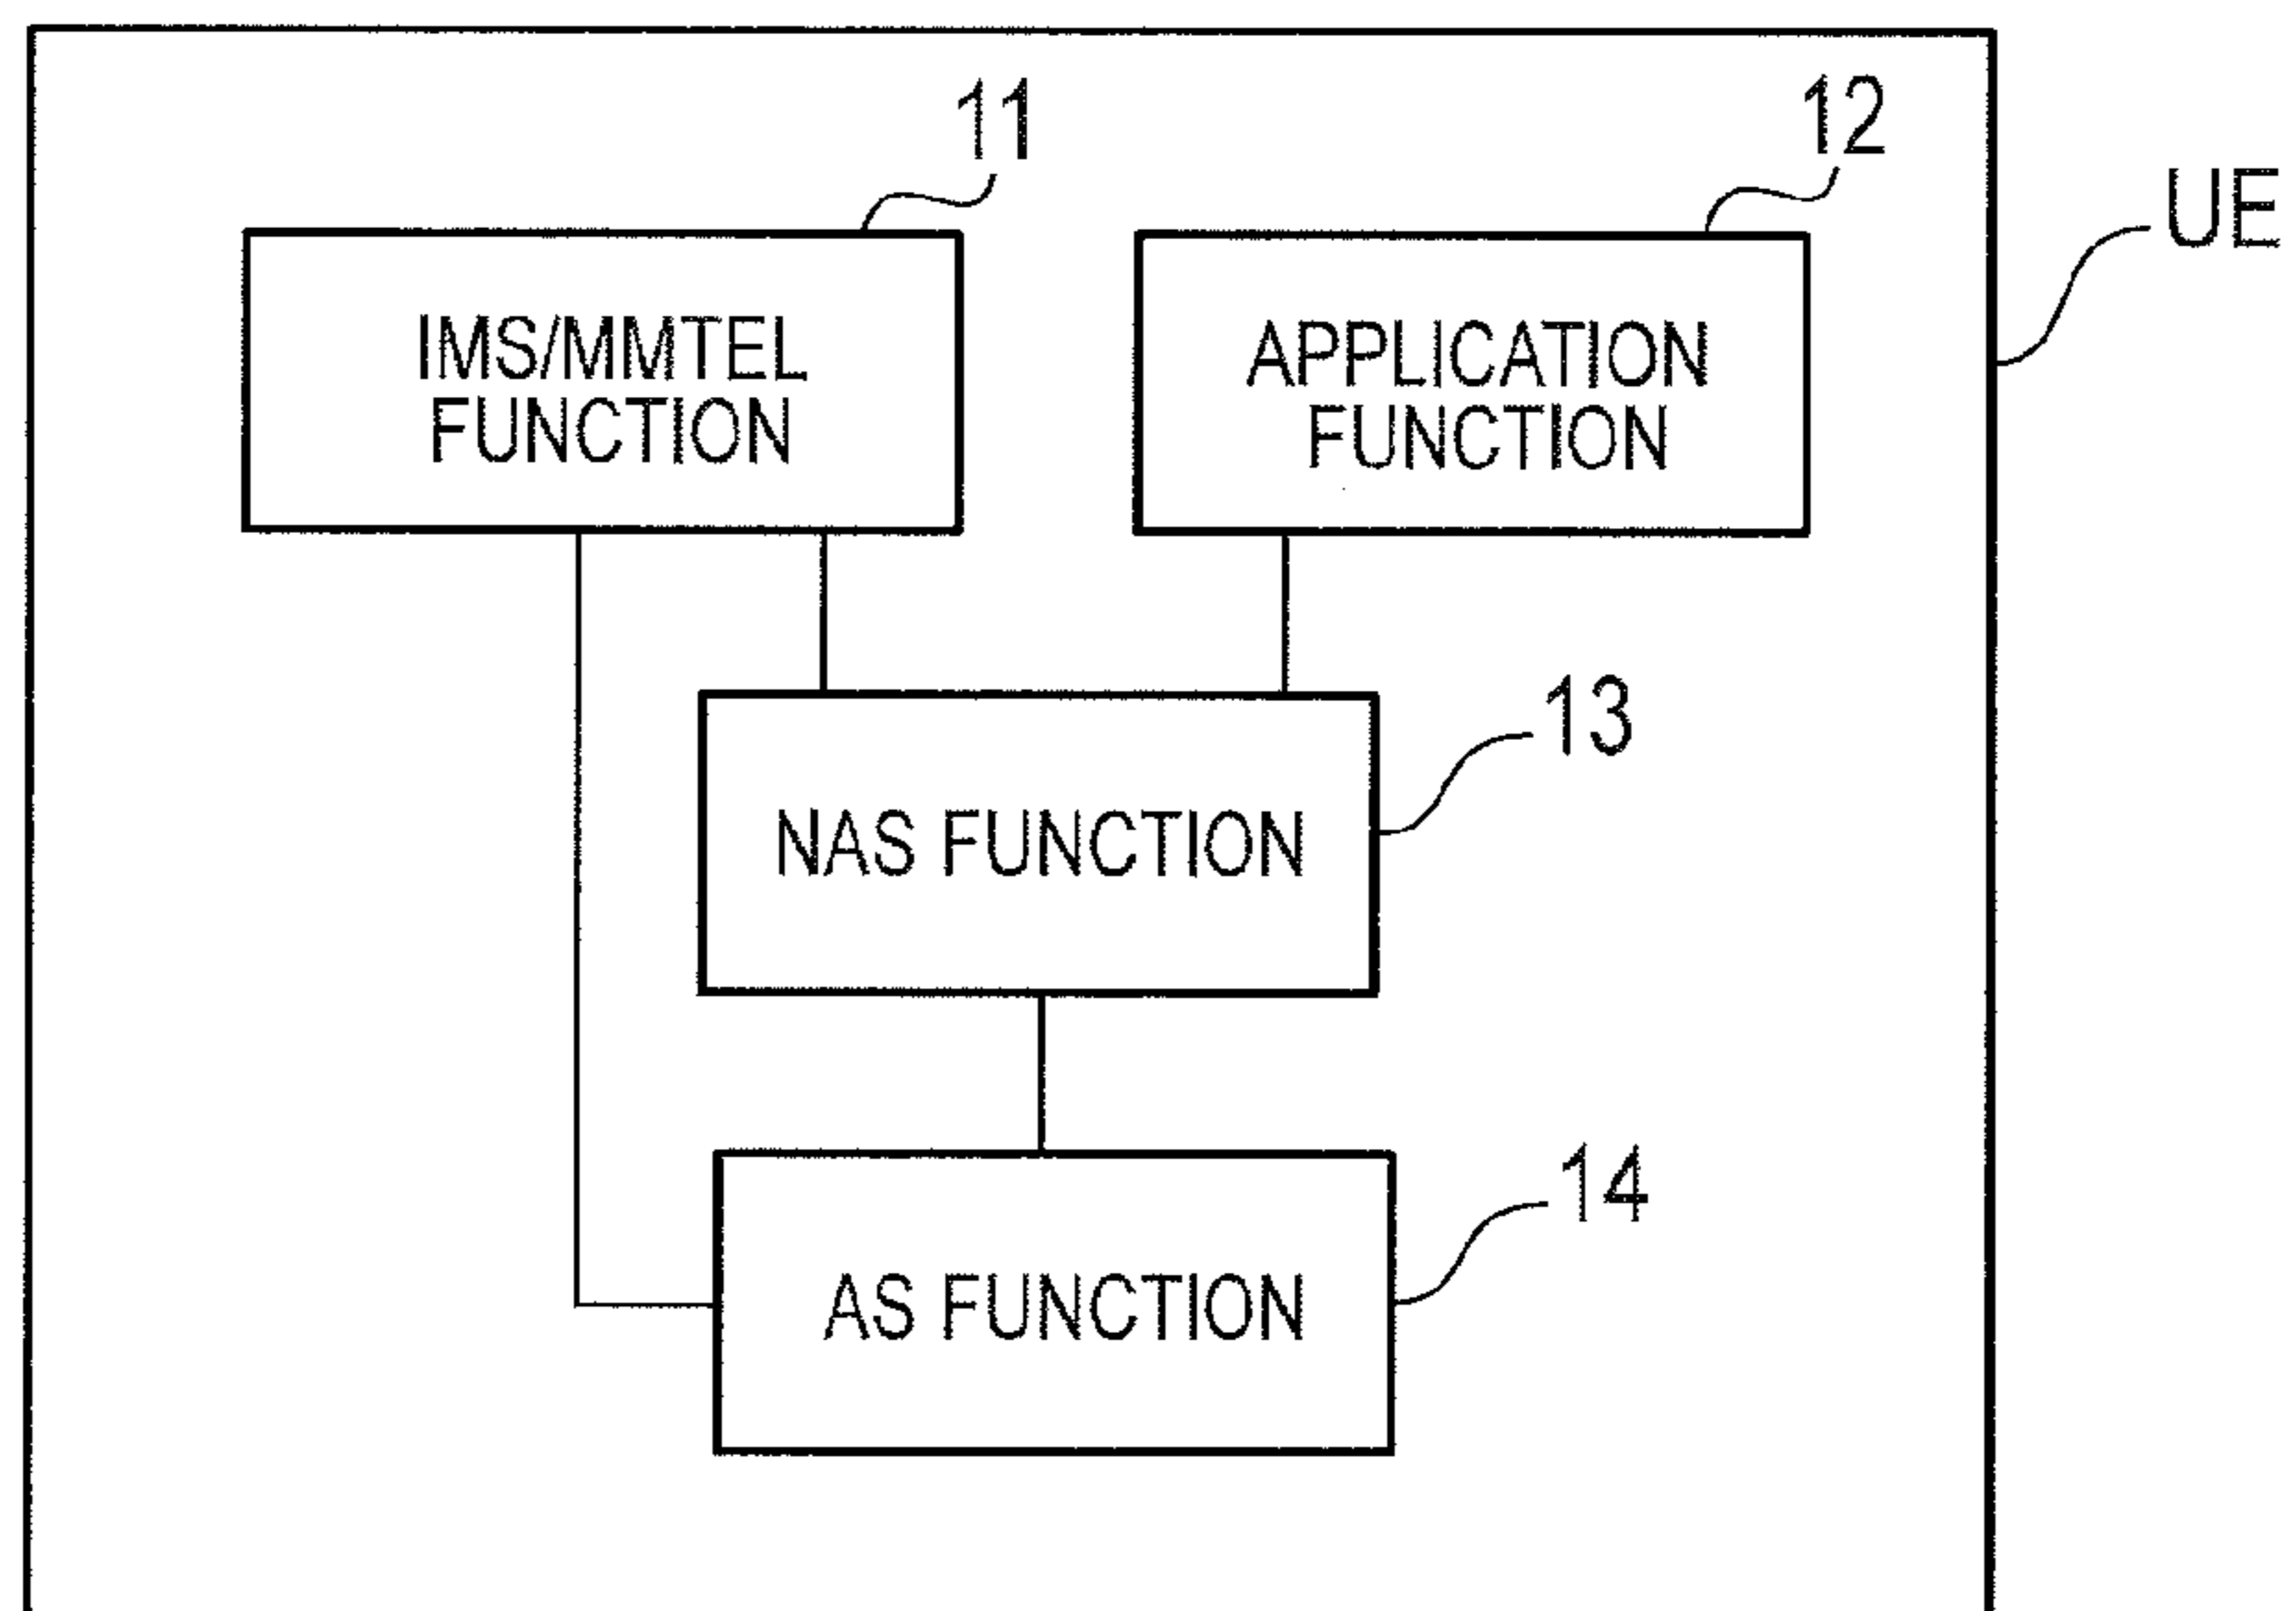 11
12
UE
IMS/MMTEL
FUNCTION
APPLICATION
FUNCTION
13
NAS FUNCTION
14
AS FUNCTION